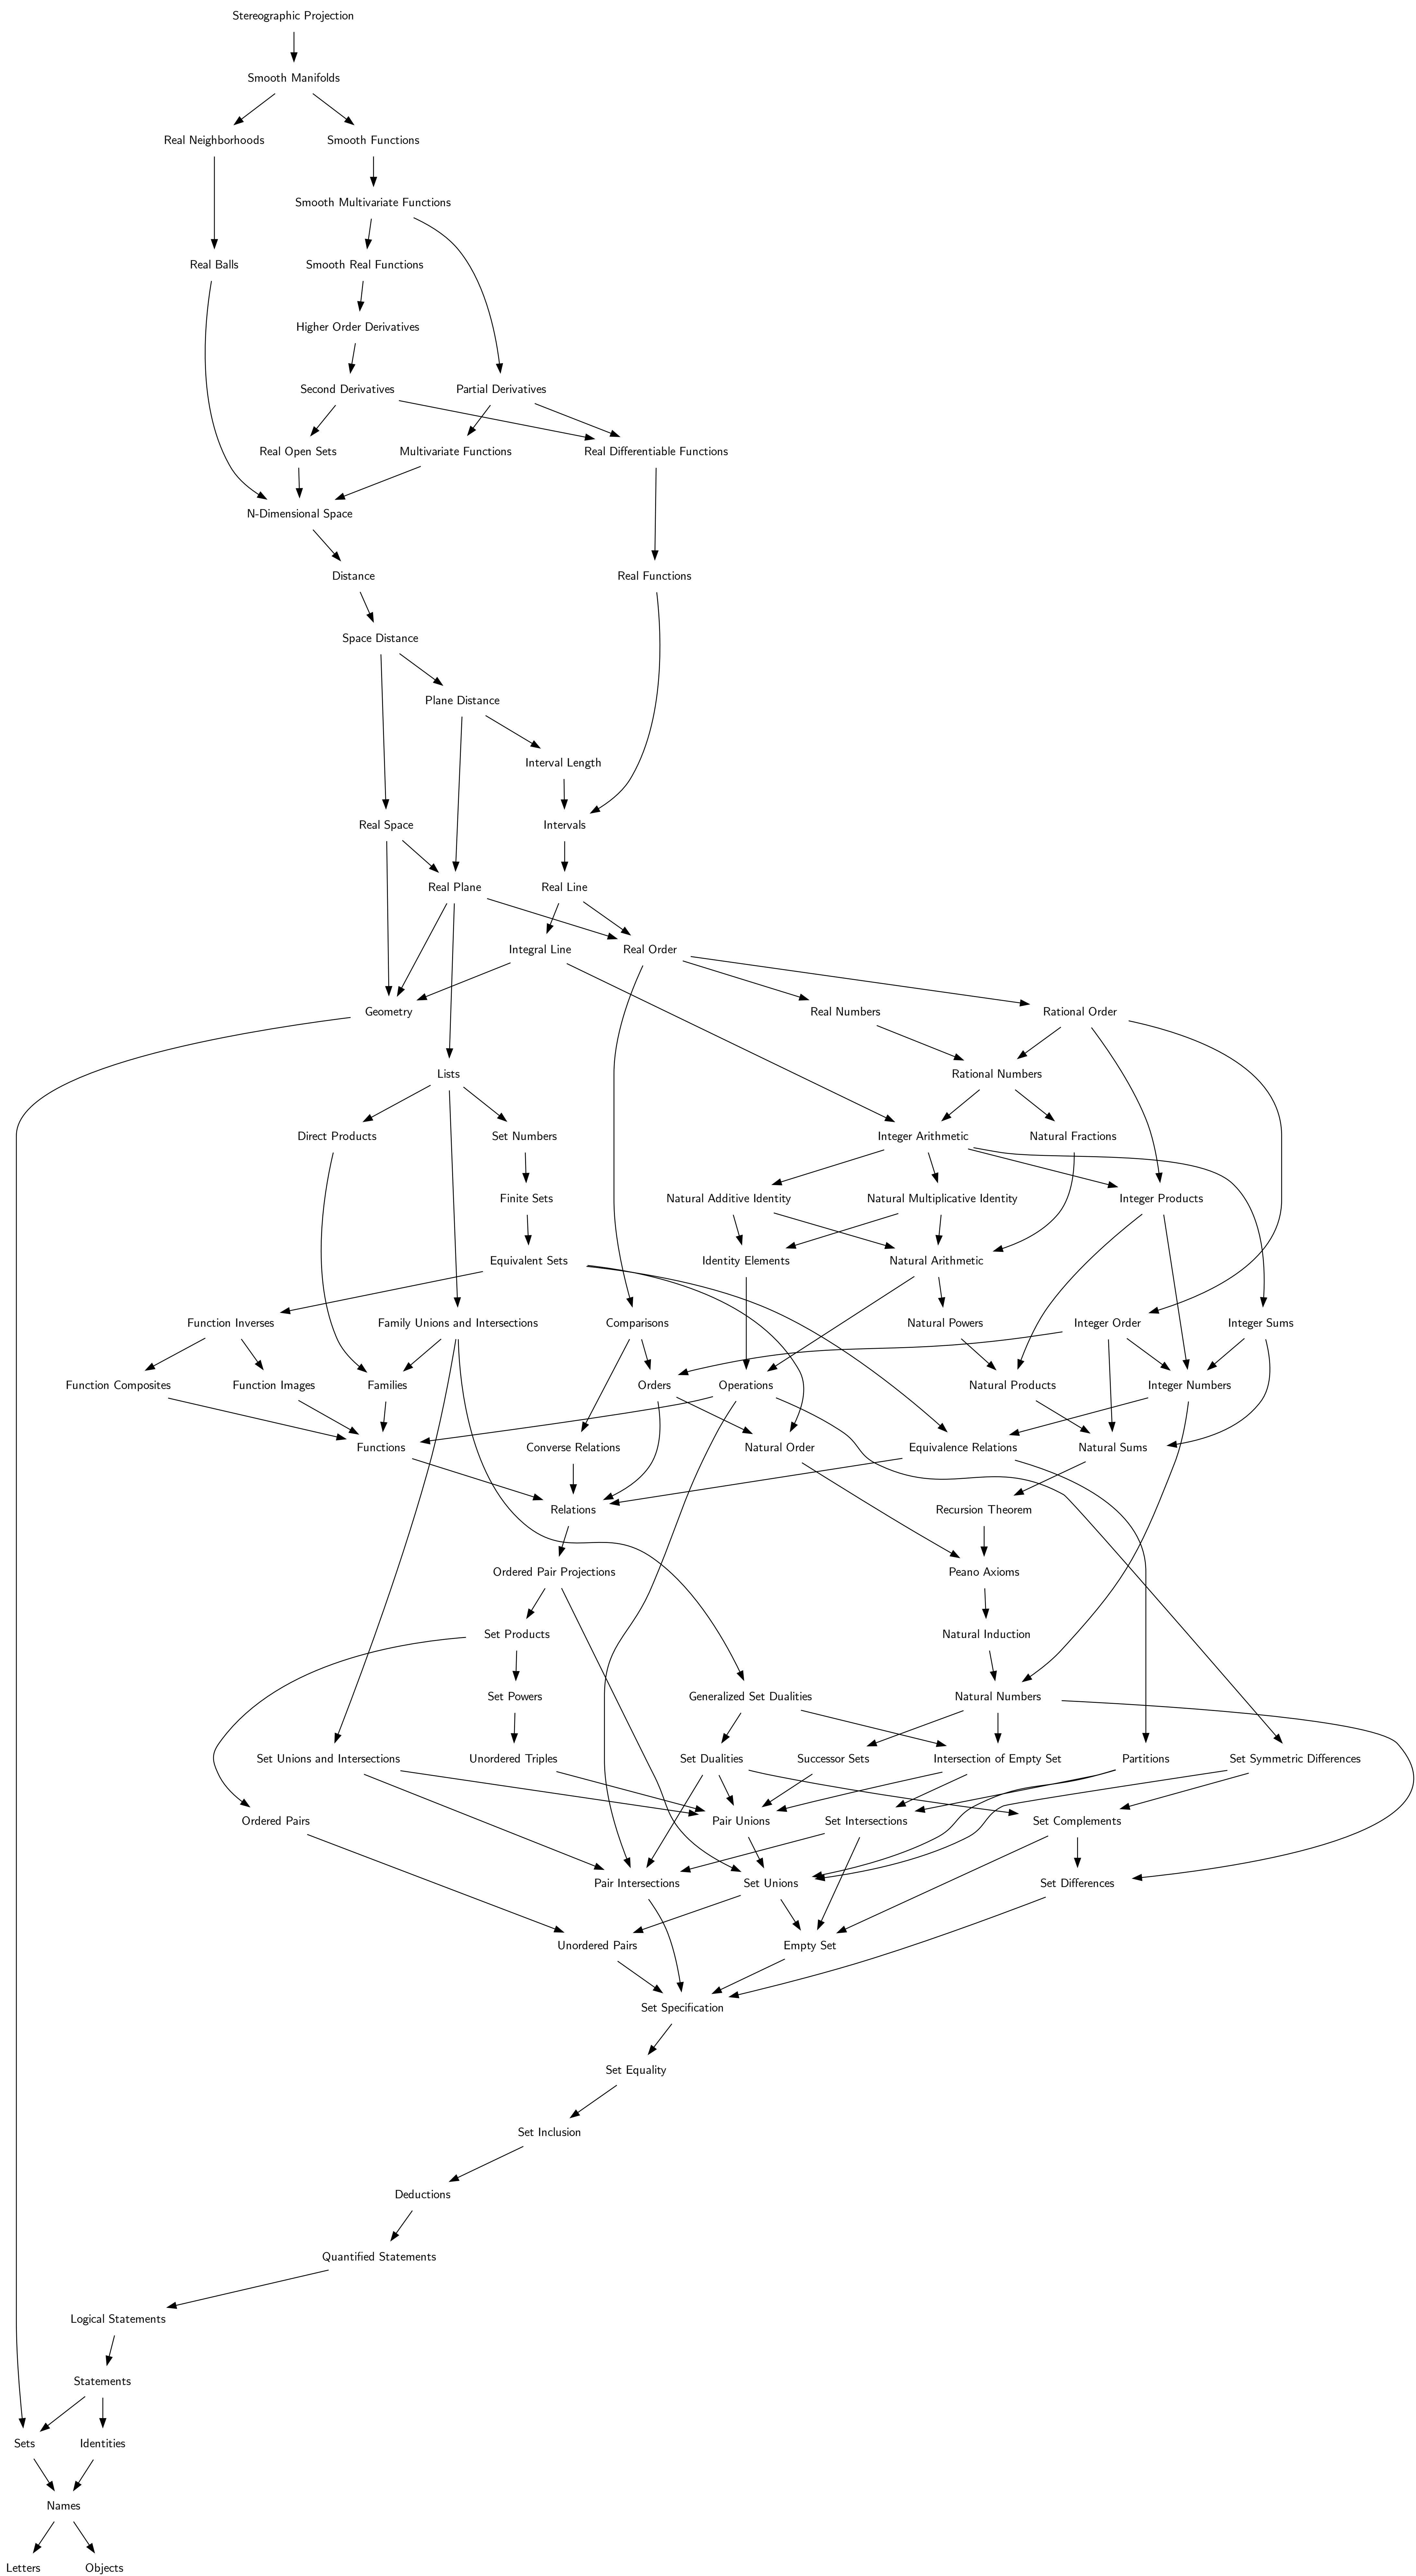 Stereographic Projection
Smooth Manifolds
Real Neighborhoods
Smooth Functions
Smooth Multivariate Functions
Real Balls
Smooth Real Functions
Higher Order Derivatives
Second Derivatives
Partial Derivatives
Real Open Sets
Multivariate Functions
Real Differentiable Functions
N-Dimensional Space
Distance
Real Functions
Space Distance
Plane Distance
Interval Length
Real Space
Intervals
Real Plane
Real Line
Integral Line
Real Order
Geometry
Real Numbers
Rational Order
Lists
Rational Numbers
Direct Products
Set Numbers
Integer Arithmetic
Natural Fractions
Finite Sets
Natural Additive Identity
Natural Multiplicative Identity
Integer Products
Equivalent Sets
Identity Elements
Natural Arithmetic
Function Inverses
Family Unions and Intersections
Comparisons
Natural Powers
Integer Order
Integer Sums
Function Composites
Function Images
Families
Orders
Operations
Natural Products
Integer Numbers
Functions
Converse Relations
Natural Order
Equivalence Relations
Natural Sums
Relations
Recursion Theorem
Ordered Pair Projections
Peano Axioms
Set Products
Natural Induction
Set Powers
Generalized Set Dualities
Natural Numbers
Set Unions and Intersections
Unordered Triples
Set Dualities
Successor Sets
Intersection of Empty Set
Partitions
Set Symmetric Differences
Ordered Pairs
Pair Unions
Set Intersections
Set Complements
Pair Intersections
Set Unions
Set Differences
Unordered Pairs
Empty Set
Set Specification
Set Equality
Set Inclusion
Deductions
Quantified Statements
Logical Statements
Statements
Sets
Identities
Names
Letters
Objects